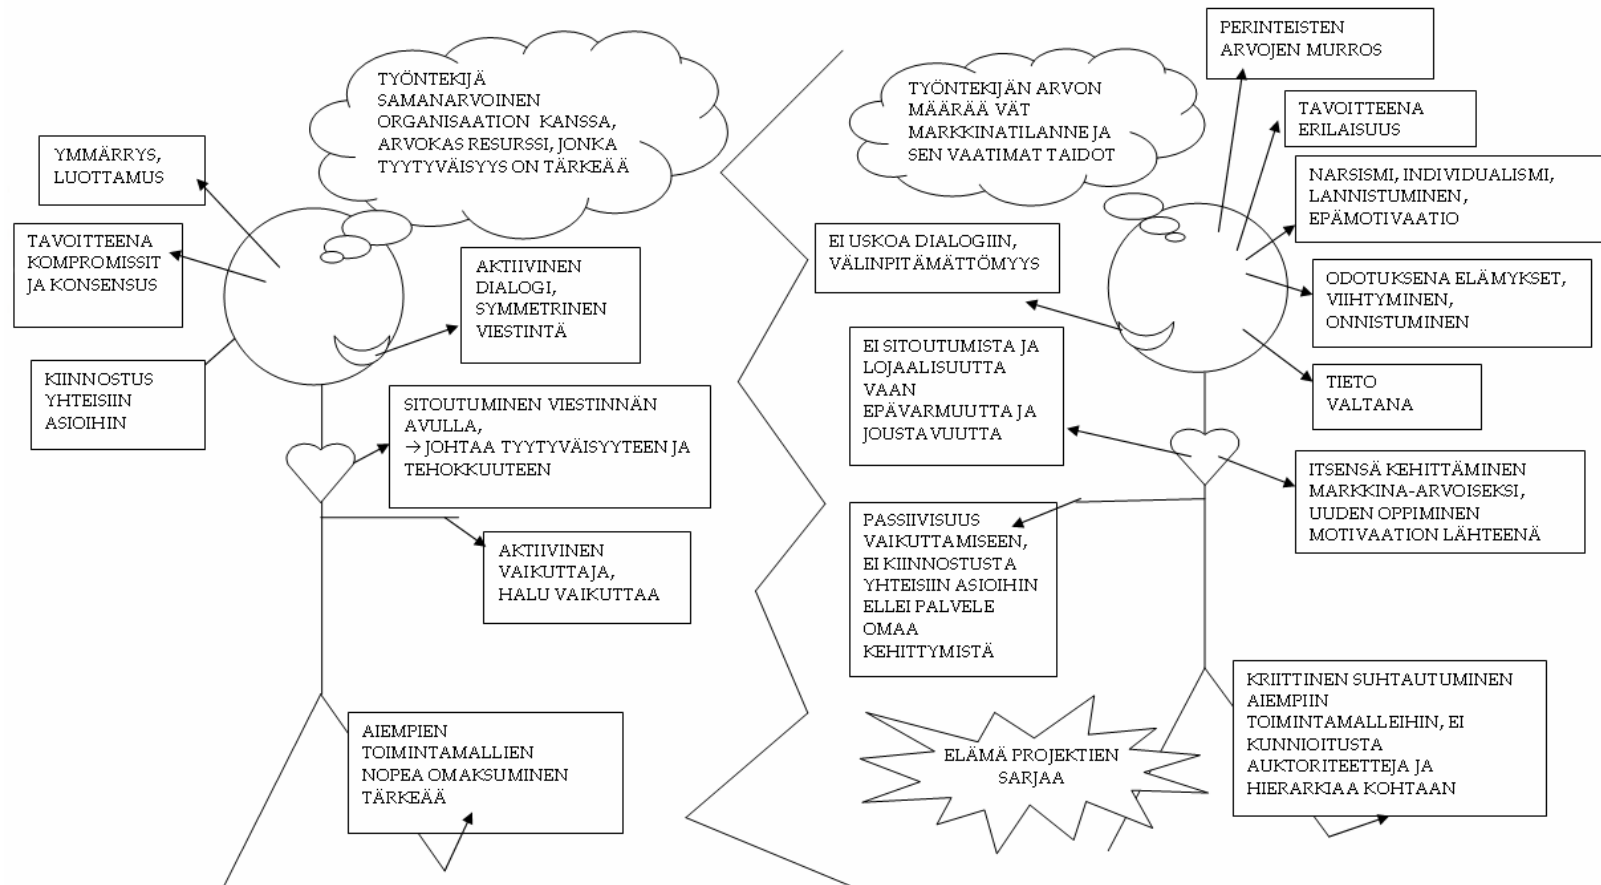 TYÖNTEKIJÄ
SAMANARVOINEN
ORGANISAATION KANSSA,
ARVOKAS RESURSSI, JONKA
TYYTYVÄISYYS ON TÄRKEÄÄ
YMMÄRRYS,
LUOTTAMUS
TAVOITTEENA
KOMPROMISSIT
JA KONSENSUS
KIINNOSTUS
YHTEISIIN
ASIOIHIN
AKTIIVINEN
DIALOGI,
SYMMETRINEN
VIESTINTÄ
SITOUTUMINEN VIESTINNÄN
AVULLA,
→ JOHTAA TYYTYVÄISYYTEEN JA
TEHOKKUUTEEN
AKTIIVINEN
VAIKUTTAJA,
HALU VAIKUTTAA
AIEMPIEN
TOIMINTAMALLIEN
NOPEA OMAKSUMINEN
TÄRKEÄÄ
TYÖNTEKIJÄN ARVON
MÄÄRÄÄ VÄT
MARKKINATILANNE JA
SEN VAATIMAT TAIDOT
PERINTEISTEN
ARVOJEN MURROS
TAVOITTEENA
ERILAISUUS
NARSISMI, INDIVIDUALISMI,
LANNISTUMINEN,
EPÄMOTIVAATIO
ODOTUKSENA ELÄMYKSET,
VIIHTYMINEN,
ONNISTUMINEN
TIETO
VALTANA
EI USKOA DIALOGIIN,
VÄLINPITÄMÄTTÖMYYS
EI SITOUTUMISTA JA
LOJAALISUUTTA
VAAN
EPÄVARMUUTTA JA
JOUSTAVUUTTA
ITSENSÄ KEHITTÄMINEN
MARKKINA-ARVOISEKSI,
UUDEN OPPIMINEN
MOTIVAATION LÄHTEENÄ
PASSIIVISUUS
VAIKUTTAMISEEN,
EI KIINNOSTUSTA
YHTEISIIN ASIOIHIN
ELLEI PALVELE
OMAA
KEHITTYMISTÄ
ELÄMÄ PROJEKTIEN
SARJAA
KRIITTINEN SUHTAUTUMINEN
AIEMPIIN
TOIMINTAMALLEIHIN, EI
KUNNIOITUSTA
AUKTORITEETTEJA JA
HIERARKIAA KOHTAAN